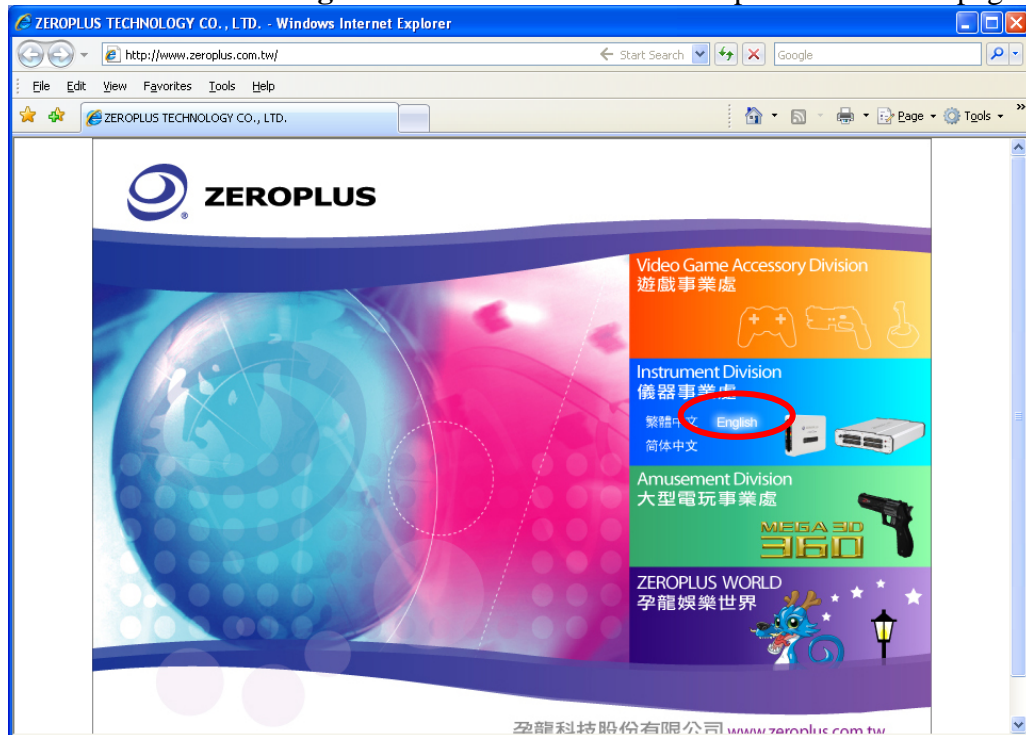 ZEROPLUS TECHNOLOGY CO., LTD. - Windows Internet Explorer
http://www.zeroplus.com.tw/
Start Search
Google
File Edit View Favorites Tools Help
ZEROPLUS TECHNOLOGY CO., LTD.
Page Tools
ZEROPLUS
Video Game Accessory Division
遊戲事業處
Instrument Division
儀器事業處
繁體中文 English
简体中文
Amusement Division
大型電玩事業處
MEGA 3D
360
ZEROPLUS WORLD
孕龍娛樂世界
孕龍科技股份有限公司 www.zeroplus.com.tw